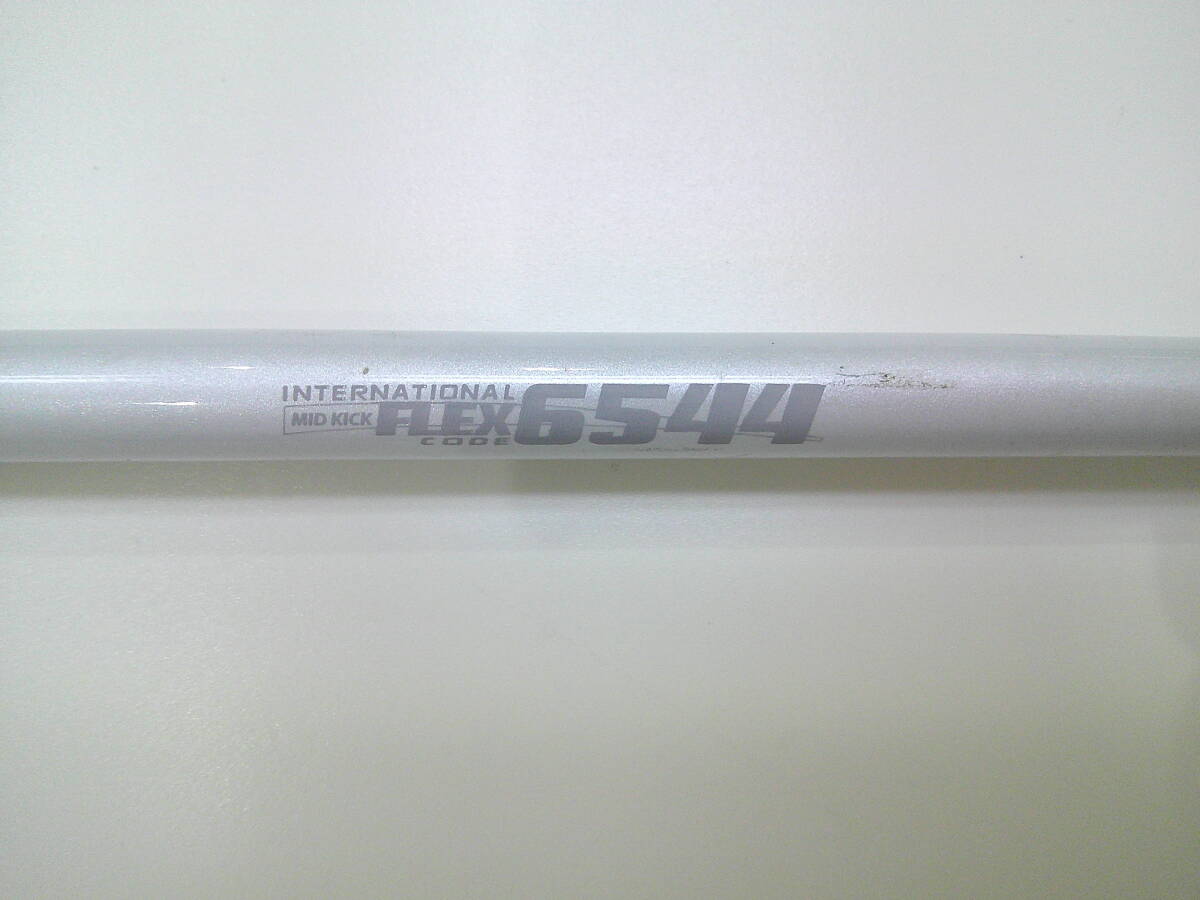 INTERNATIONAL
MID KICK FLEX 6544
CODE